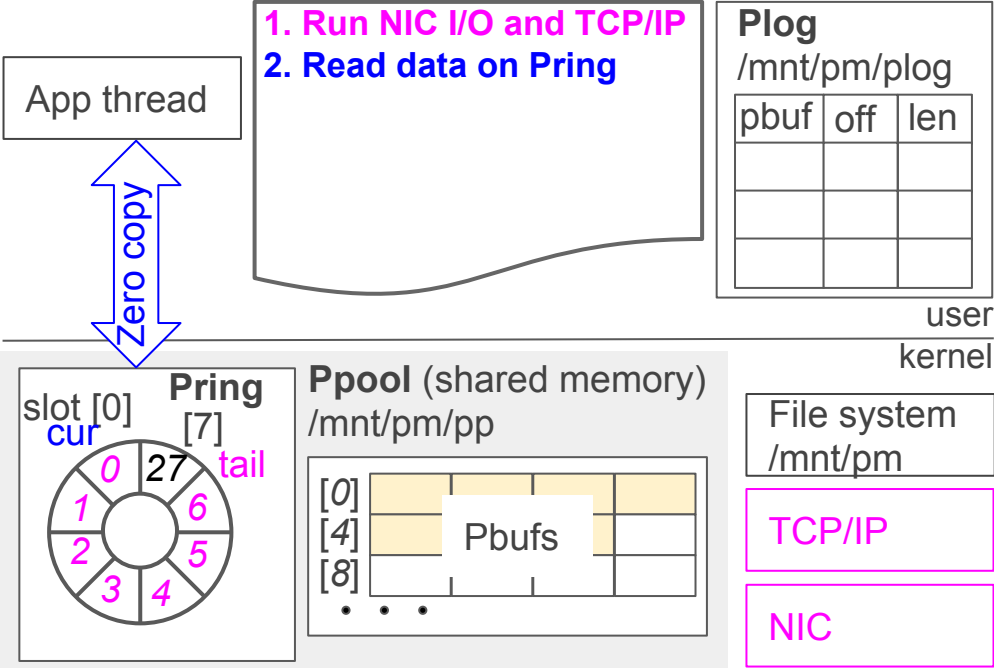 1. Run NIC I/O and TCP/IP
2. Read data on Pring
App thread
Zero copy
Plog
/mnt/pm/plog
pbuf off len
user
kernel
Pring
slot [0]
[7]
cur
tail
0
27
1
6
2
5
3
4
Ppool (shared memory)
/mnt/pm/pp
[0]
[4]
[8]
Pbufs
• • •
File system
/mnt/pm
TCP/IP
NIC